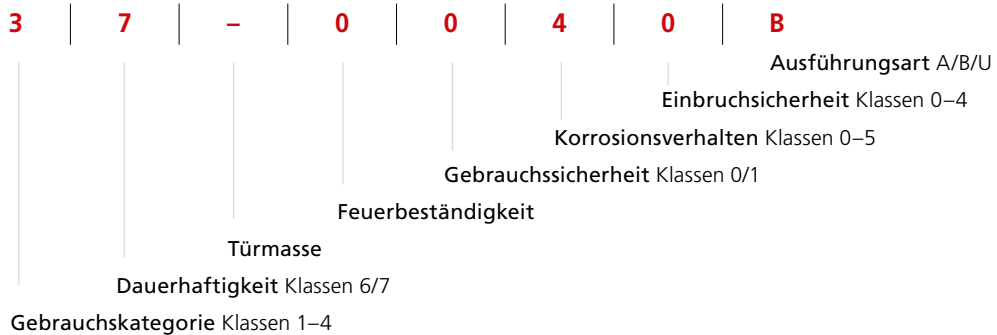 3 | 7 | – | 0 | 0 | 4 | 0 | B
Ausführungsart A/B/U
Einbruchsicherheit Klassen 0–4
Korrosionsverhalten Klassen 0–5
Gebrauchssicherheit Klassen 0/1
Feuerbeständigkeit
Türmasse
Dauerhaftigkeit Klassen 6/7
Gebrauchskategorie Klassen 1–4